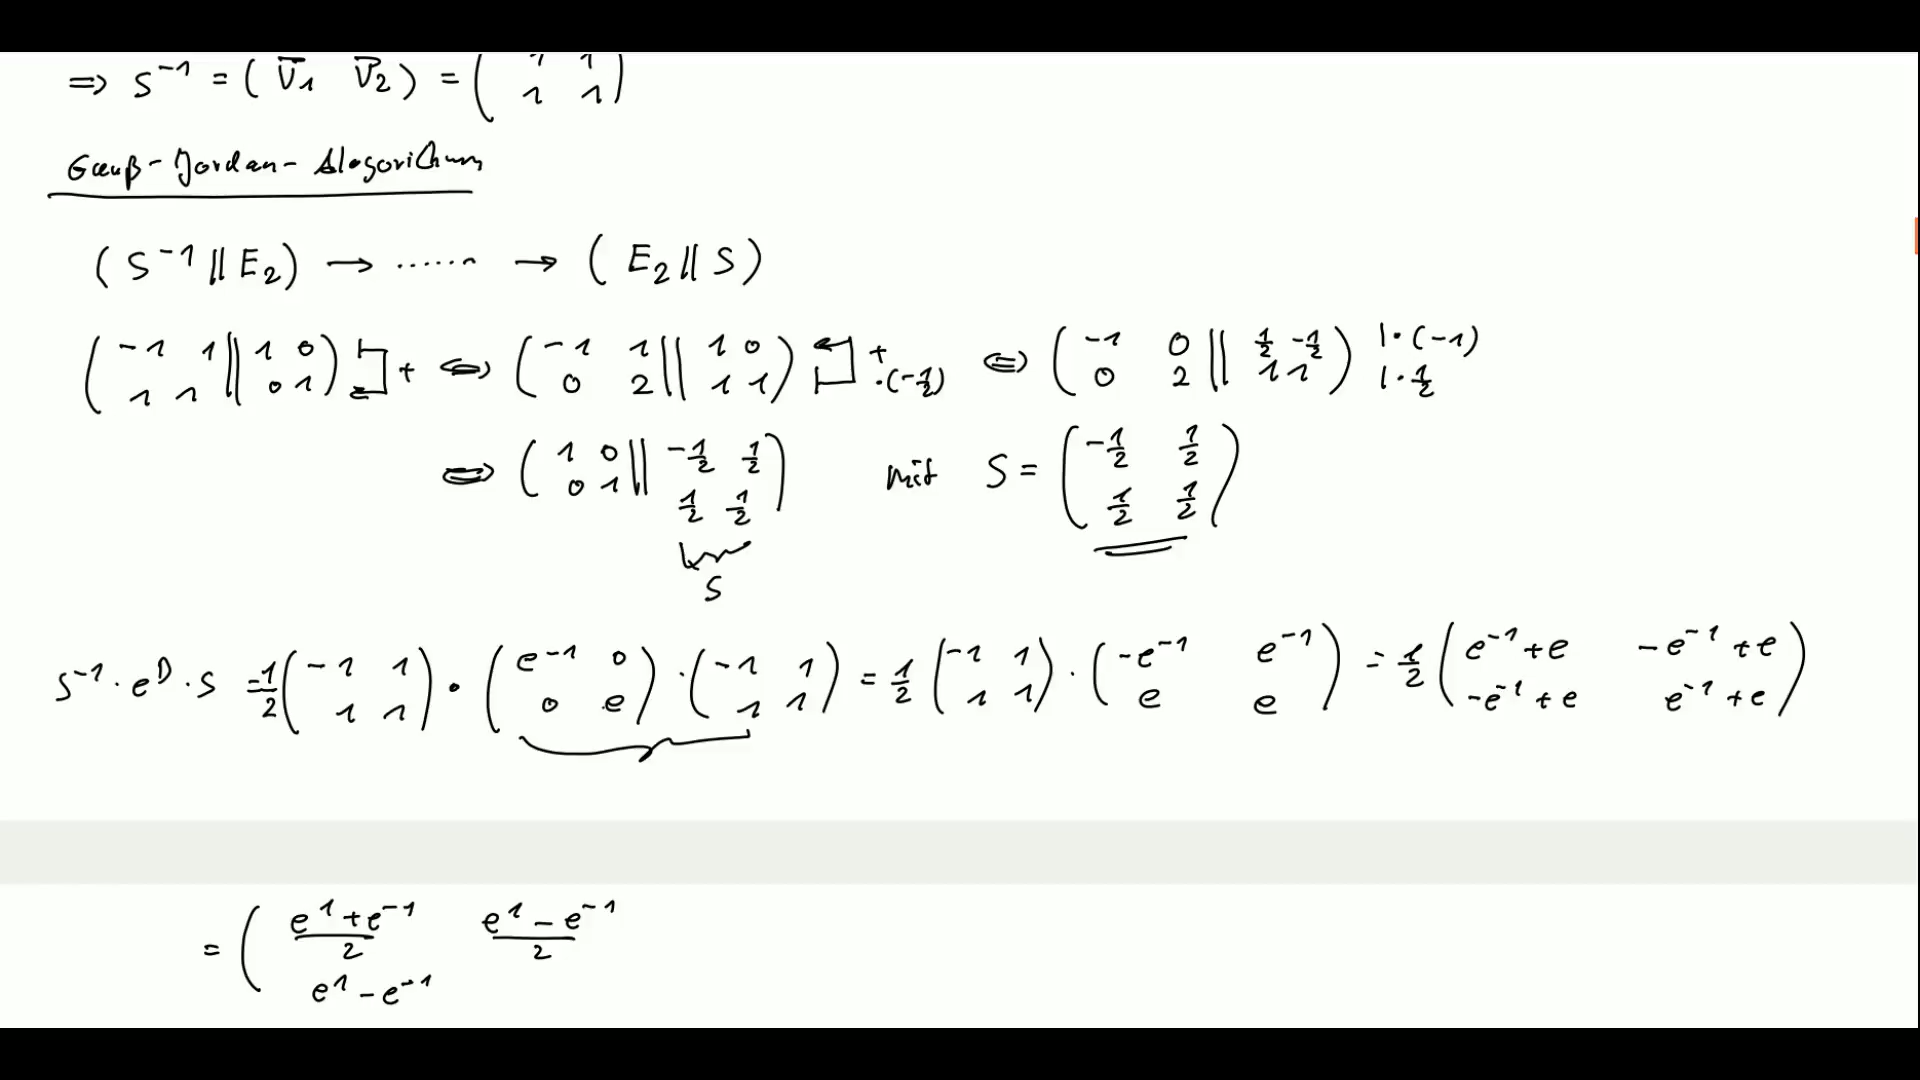 ⇒ S⁻¹ = ( V̄₁ V̄₂ ) = ( 1 1 ; 1 1 )
Gauß-Jordan-Alogorithum
( S⁻¹ || E₂ ) → ...... → ( E₂ || S )
( -1 1 || 1 0 ; 1 1 || 0 1 ) + ⇔ ( -1 1 || 1 0 ; 0 2 || 1 1 ) + ·(-1/2) ⇔ ( -1 0 || 1/2 -1/2 ; 0 2 || 1 1 ) |·(-1) |·1/2
⇔ ( 1 0 || -1/2 1/2 ; 0 1 || 1/2 1/2 ) mit S = ( -1/2 1/2 ; 1/2 1/2 )
S
S⁻¹ · eᴰ · S = 1/2 ( -1 1 ; 1 1 ) · ( e⁻¹ 0 ; 0 e ) · ( -1 1 ; 1 1 ) = 1/2 ( -1 1 ; 1 1 ) · ( -e⁻¹ e⁻¹ ; e e ) = 1/2 ( e⁻¹+e -e⁻¹+e ; -e⁻¹+e e⁻¹+e )
= ( (e¹+e⁻¹)/2 (e¹-e⁻¹)/2 ; e¹-e⁻¹